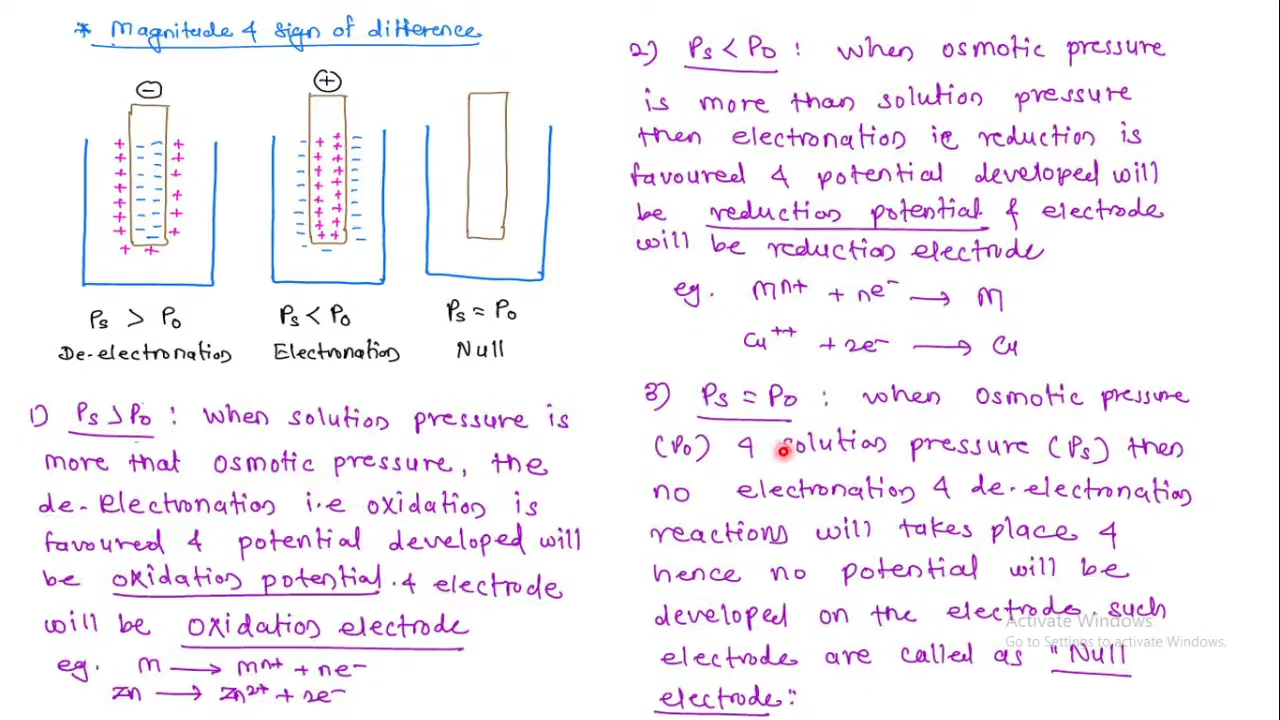 * Magnitude & sign of difference
Ps > Po
De-electronation
Ps < Po
Electronation
Ps = Po
Null
1) Ps > Po : when solution pressure is
more that osmotic pressure, the
de-electronation i.e oxidation is
favoured & potential developed will
be oxidation potential. & electrode
will be oxidation electrode
eg. M → Mn+ + ne-
Zn → Zn2+ + 2e-
2) Ps < Po : when osmotic pressure
is more than solution pressure
then electronation ie reduction is
favoured & potential developed will
be reduction potential & electrode
will be reduction electrode
eg. Mn+ + ne- → M
Cu++ + 2e- → Cu
3) Ps = Po : when osmotic pressure
(Po) & solution pressure (Ps) then
no electronation & de-electronation
reactions will takes place &
hence no potential will be
developed on the electrode. such
electrode are called as "Null
electrode"
Activate Windows
Go to Settings to activate Windows.